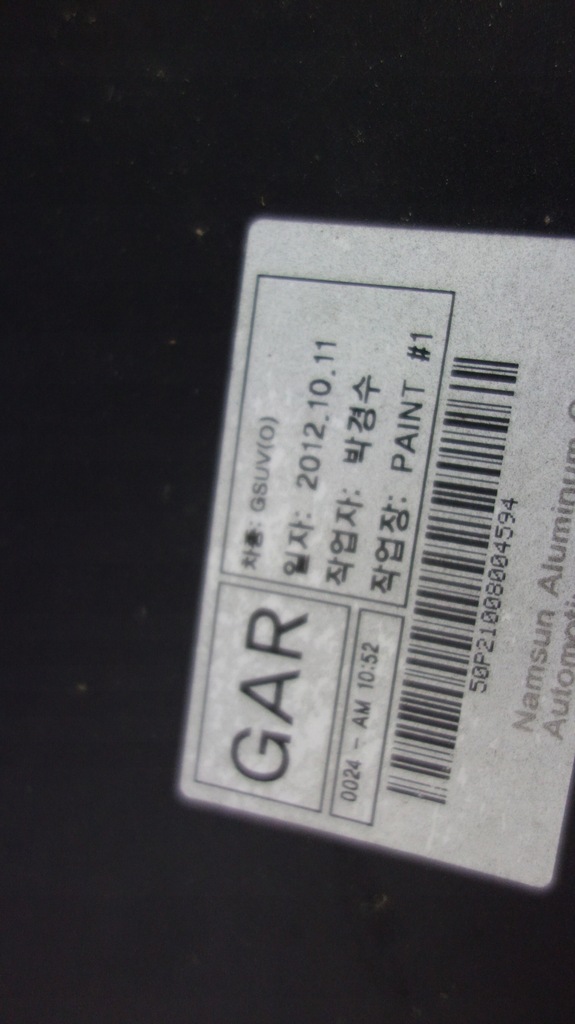 GAR
0024 - AM 10:52
차종: GSUV(O)
일자: 2012.10.11
작업자: 박경수
작업장: PAINT #1
50P21008004594
Namsun Aluminum